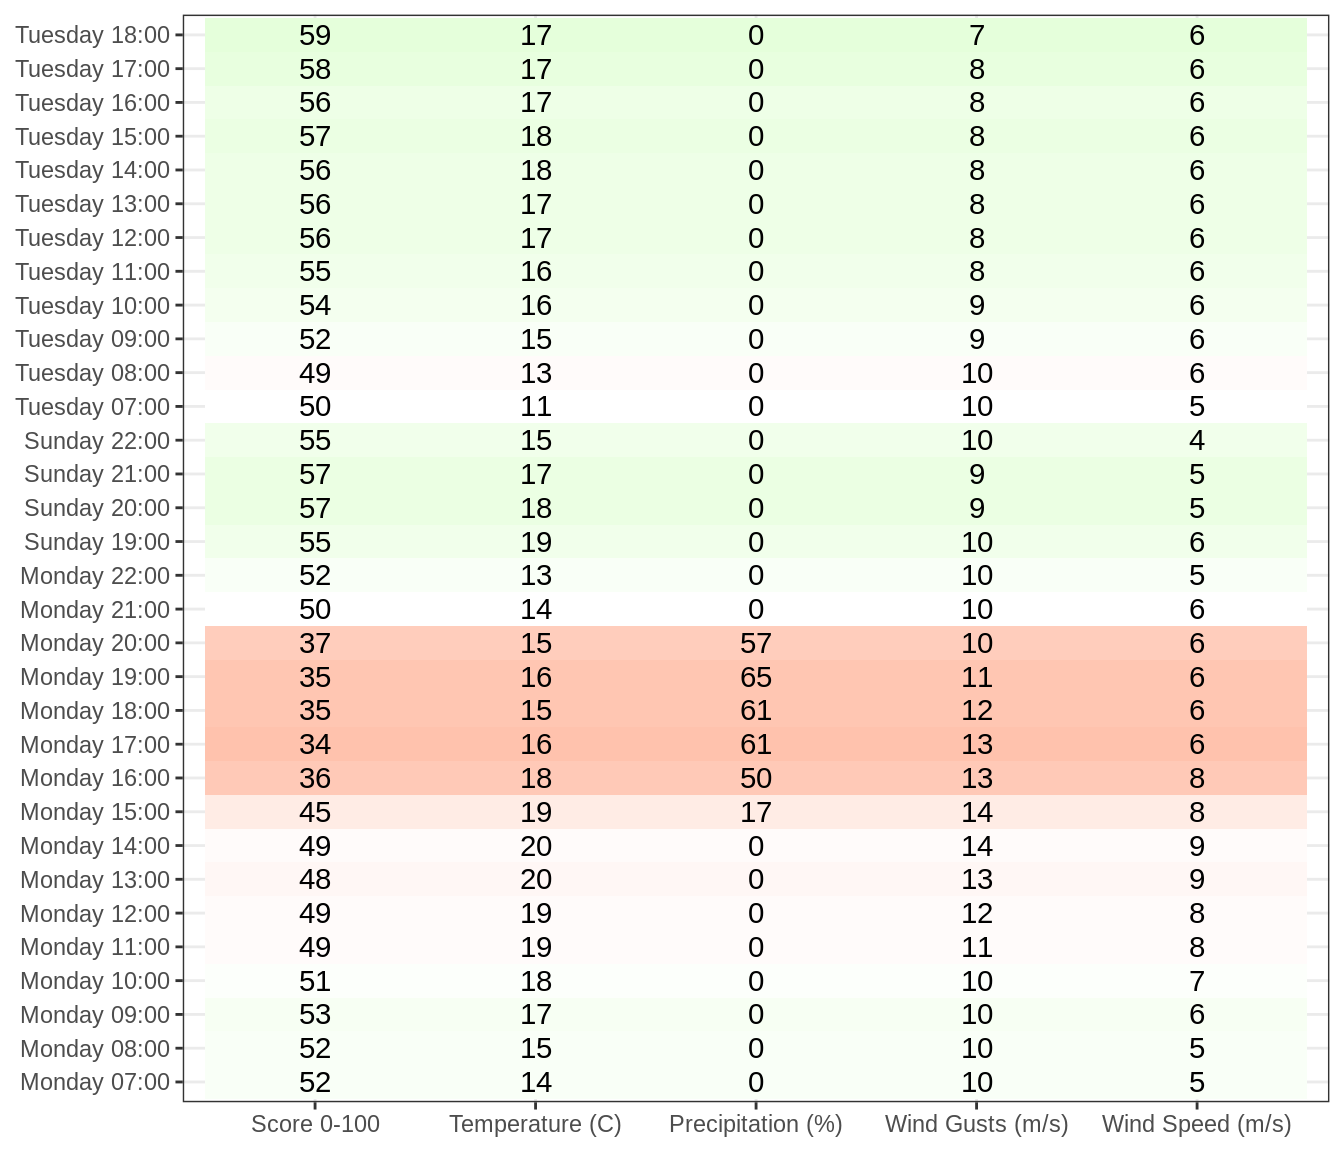 Tuesday 18:00 59 17 0 7 6
Tuesday 17:00 58 17 0 8 6
Tuesday 16:00 56 17 0 8 6
Tuesday 15:00 57 18 0 8 6
Tuesday 14:00 56 18 0 8 6
Tuesday 13:00 56 17 0 8 6
Tuesday 12:00 56 17 0 8 6
Tuesday 11:00 55 16 0 8 6
Tuesday 10:00 54 16 0 9 6
Tuesday 09:00 52 15 0 9 6
Tuesday 08:00 49 13 0 10 6
Tuesday 07:00 50 11 0 10 5
Sunday 22:00 55 15 0 10 4
Sunday 21:00 57 17 0 9 5
Sunday 20:00 57 18 0 9 5
Sunday 19:00 55 19 0 10 6
Monday 22:00 52 13 0 10 5
Monday 21:00 50 14 0 10 6
Monday 20:00 37 15 57 10 6
Monday 19:00 35 16 65 11 6
Monday 18:00 35 15 61 12 6
Monday 17:00 34 16 61 13 6
Monday 16:00 36 18 50 13 8
Monday 15:00 45 19 17 14 8
Monday 14:00 49 20 0 14 9
Monday 13:00 48 20 0 13 9
Monday 12:00 49 19 0 12 8
Monday 11:00 49 19 0 11 8
Monday 10:00 51 18 0 10 7
Monday 09:00 53 17 0 10 6
Monday 08:00 52 15 0 10 5
Monday 07:00 52 14 0 10 5
Score 0-100 Temperature (C) Precipitation (%) Wind Gusts (m/s) Wind Speed (m/s)